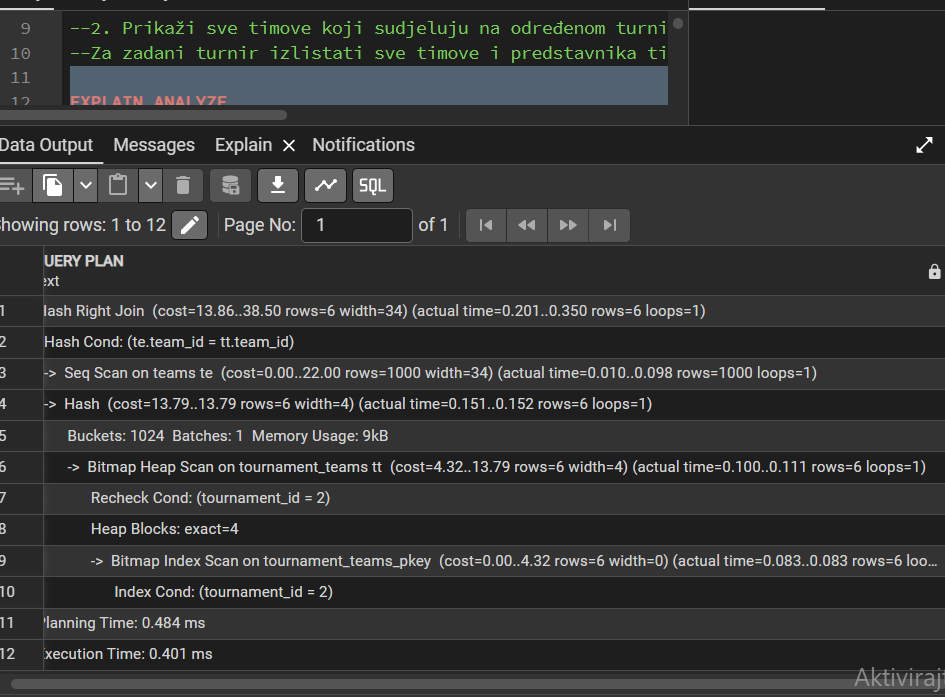 9 --2. Prikaži sve timove koji sudjeluju na određenom turni
10 --Za zadani turnir izlistati sve timove i predstavnika ti
11
12 EXPLAIN ANALYZE
Data Output Messages Explain × Notifications
SQL
howing rows: 1 to 12 Page No: 1 of 1
UERY PLAN
ext
1 lash Right Join (cost=13.86..38.50 rows=6 width=34) (actual time=0.201..0.350 rows=6 loops=1)
2 Hash Cond: (te.team_id = tt.team_id)
3 -> Seq Scan on teams te (cost=0.00..22.00 rows=1000 width=34) (actual time=0.010..0.098 rows=1000 loops=1)
4 -> Hash (cost=13.79..13.79 rows=6 width=4) (actual time=0.151..0.152 rows=6 loops=1)
5 Buckets: 1024 Batches: 1 Memory Usage: 9kB
6 -> Bitmap Heap Scan on tournament_teams tt (cost=4.32..13.79 rows=6 width=4) (actual time=0.100..0.111 rows=6 loops=1)
7 Recheck Cond: (tournament_id = 2)
8 Heap Blocks: exact=4
9 -> Bitmap Index Scan on tournament_teams_pkey (cost=0.00..4.32 rows=6 width=0) (actual time=0.083..0.083 rows=6 loo...
10 Index Cond: (tournament_id = 2)
11 Planning Time: 0.484 ms
12 xecution Time: 0.401 ms
Aktiviraj